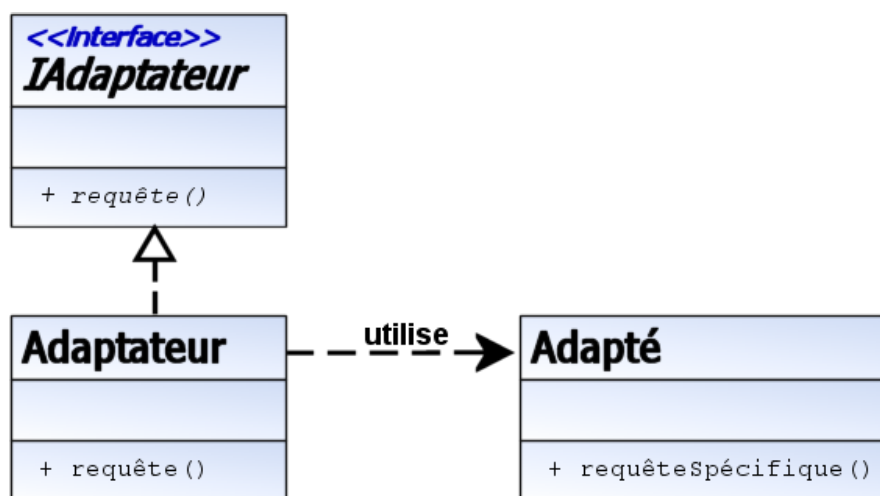 <<Interface>>
IAdaptateur
+ requête()
Adaptateur
+ requête()
utilise
Adapté
+ requêteSpécifique()